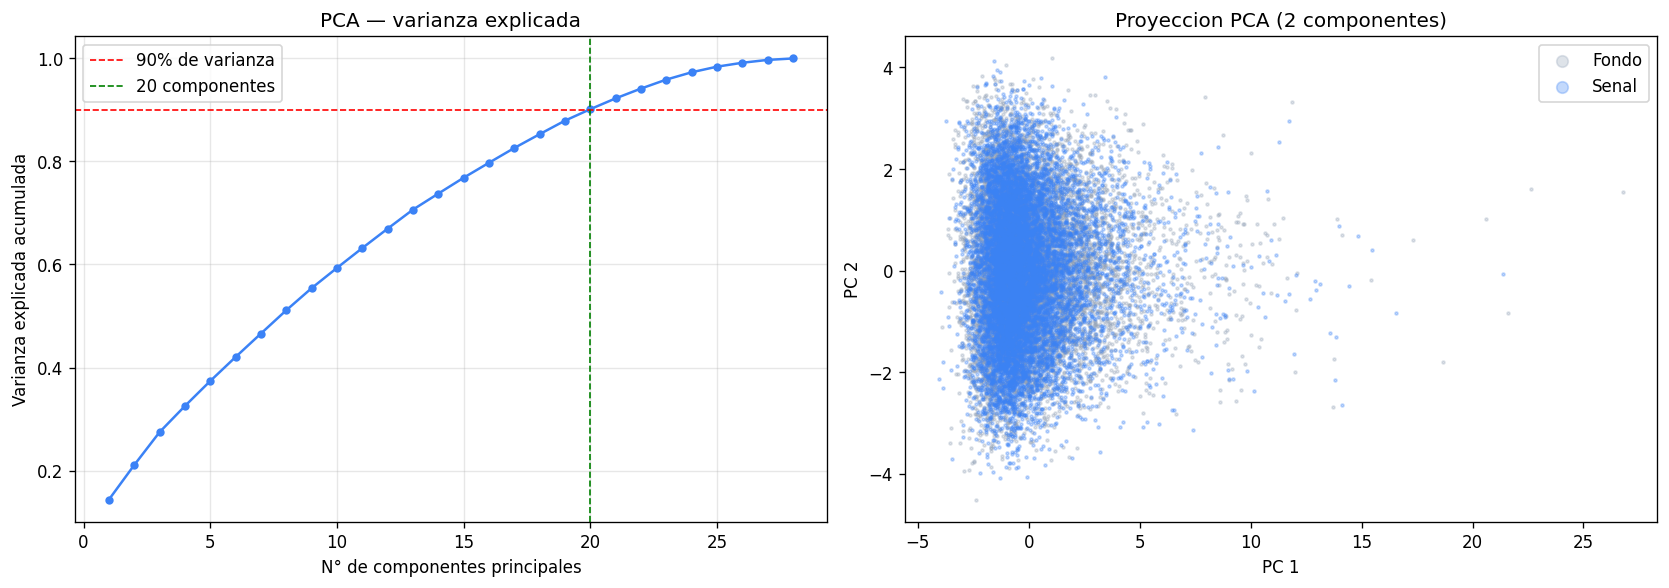 PCA — varianza explicada
90% de varianza
20 componentes
1.0
0.8
0.6
0.4
0.2
Varianza explicada acumulada
0 5 10 15 20 25
N° de componentes principales
Proyeccion PCA (2 componentes)
Fondo
Senal
4
2
0
−2
−4
PC 2
−5 0 5 10 15 20 25
PC 1